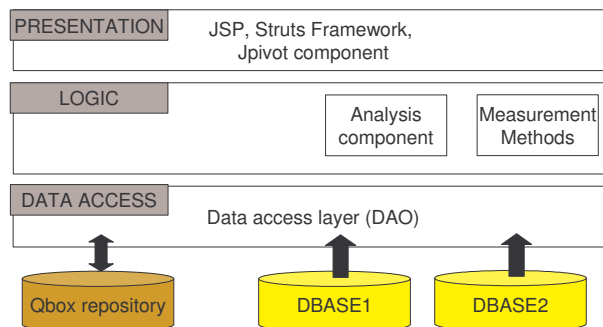 PRESENTATION
JSP, Struts Framework,
Jpivot component
LOGIC
Analysis
component
Measurement
Methods
DATA ACCESS
Data access layer (DAO)
Qbox repository
DBASE1
DBASE2